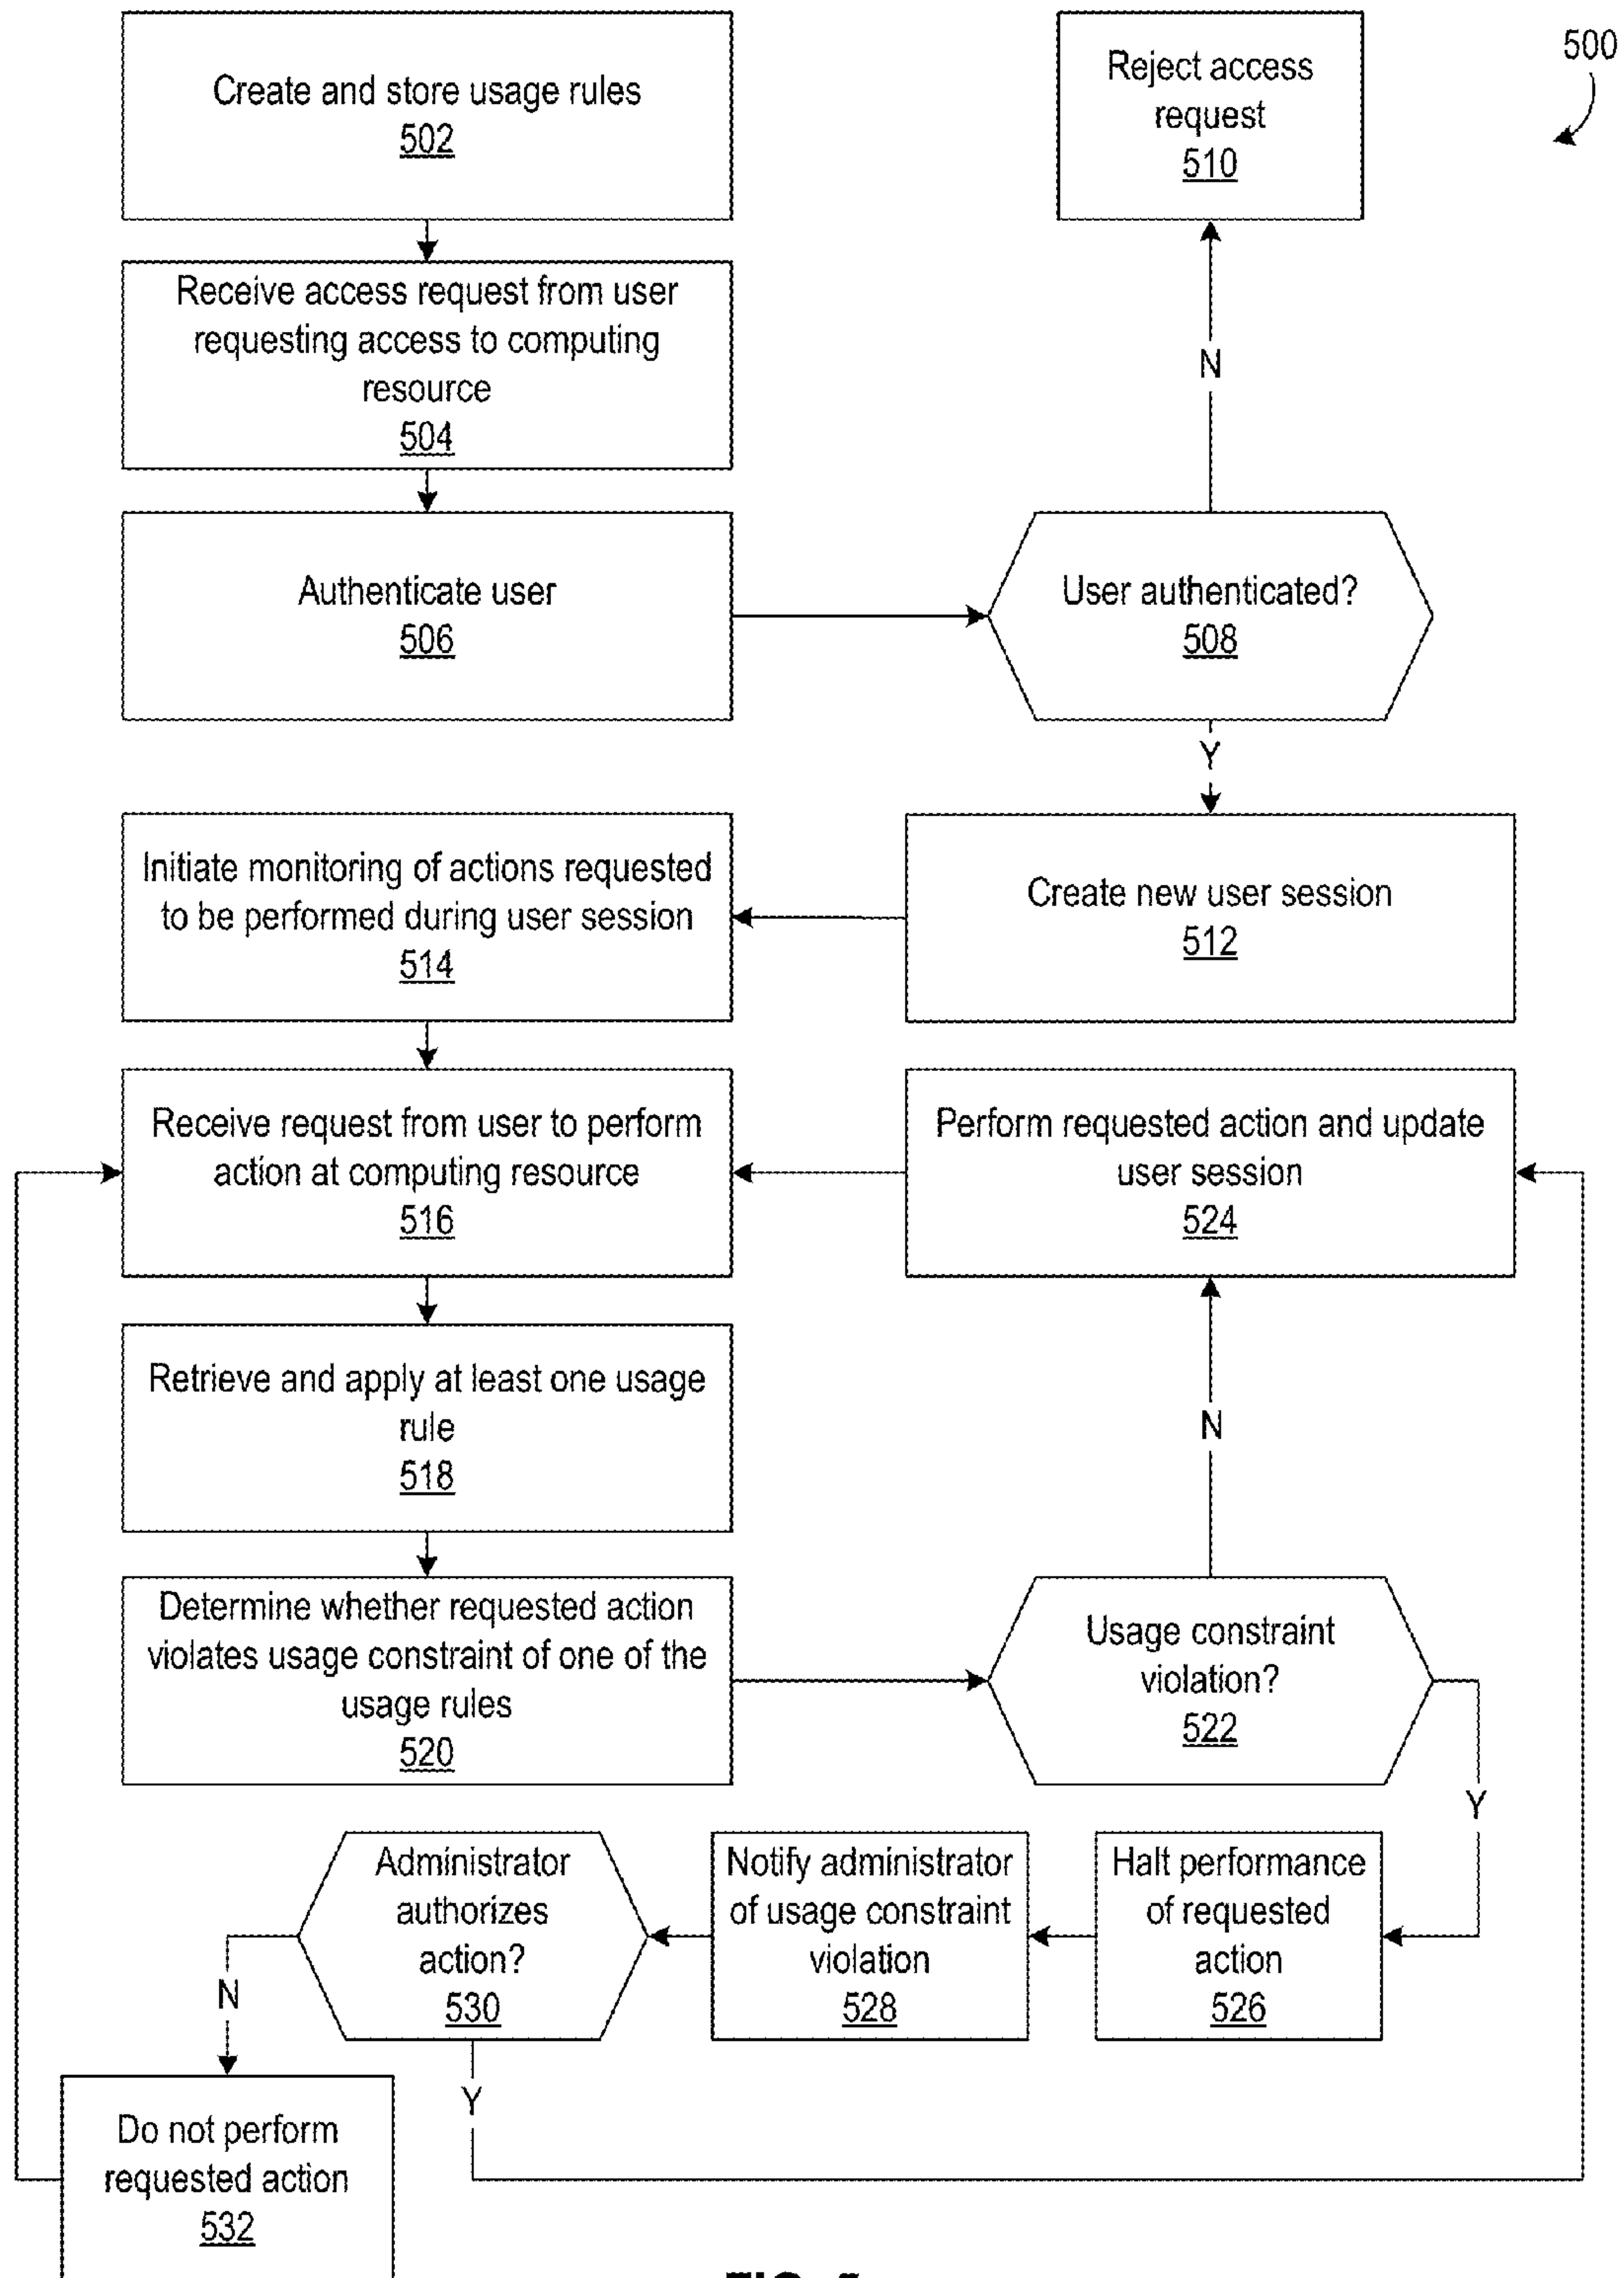 Create and store usage rules
502
Reject access
request
510
500
Receive access request from user
requesting access to computing
resource
504
N
Authenticate user
506
User authenticated?
508
Y
Initiate monitoring of actions requested
to be performed during user session
514
Create new user session
512
Receive request from user to perform
action at computing resource
516
Perform requested action and update
user session
524
Retrieve and apply at least one usage
rule
518
N
Determine whether requested action
violates usage constraint of one of the
usage rules
520
Usage constraint
violation?
522
Y
Administrator
authorizes
action?
530
Notify administrator
of usage constraint
violation
528
Halt performance
of requested
action
526
N
Y
Do not perform
requested action
532